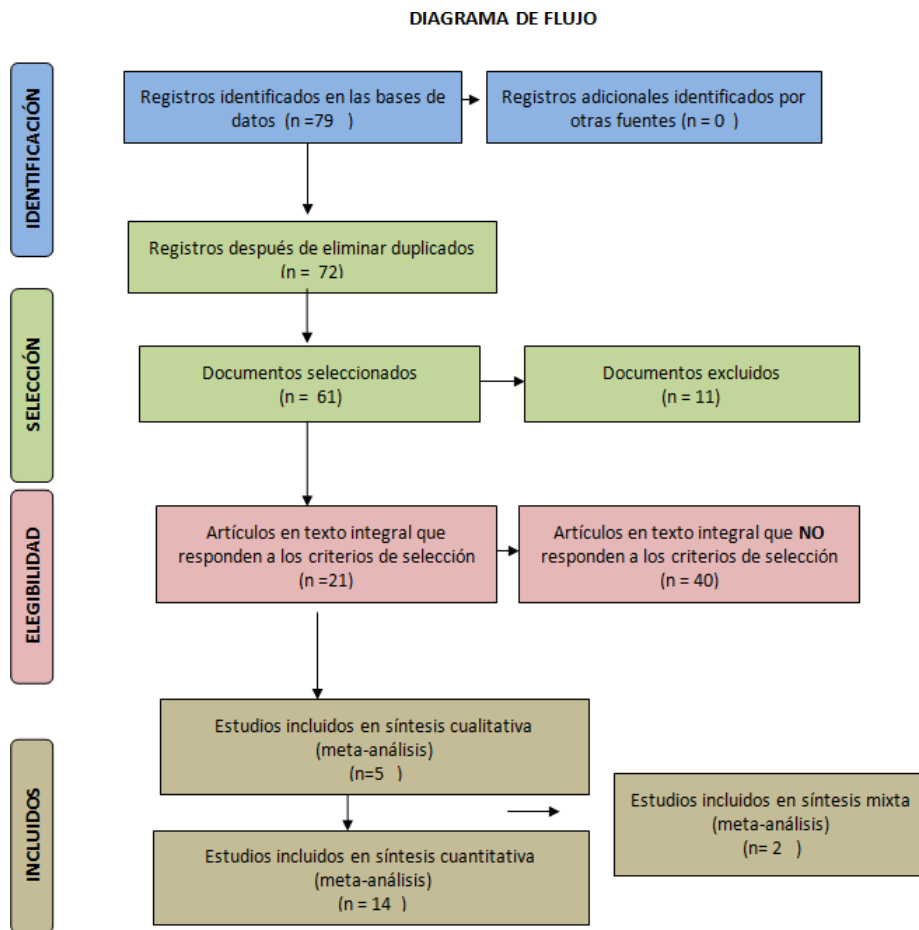 DIAGRAMA DE FLUJO
IDENTIFICACIÓN
Registros identificados en las bases de
datos (n =79 )
Registros adicionales identificados por
otras fuentes (n = 0 )
Registros después de eliminar duplicados
(n = 72)
SELECCIÓN
Documentos seleccionados
(n = 61)
Documentos excluidos
(n = 11)
ELEGIBILIDAD
Artículos en texto integral que
responden a los criterios de selección
(n =21)
Artículos en texto integral que NO
responden a los criterios de selección
(n = 40)
INCLUIDOS
Estudios incluidos en síntesis cualitativa
(meta-análisis)
(n=5 )
Estudios incluidos en síntesis mixta
(meta-análisis)
(n= 2 )
Estudios incluidos en síntesis cuantitativa
(meta-análisis)
(n = 14 )